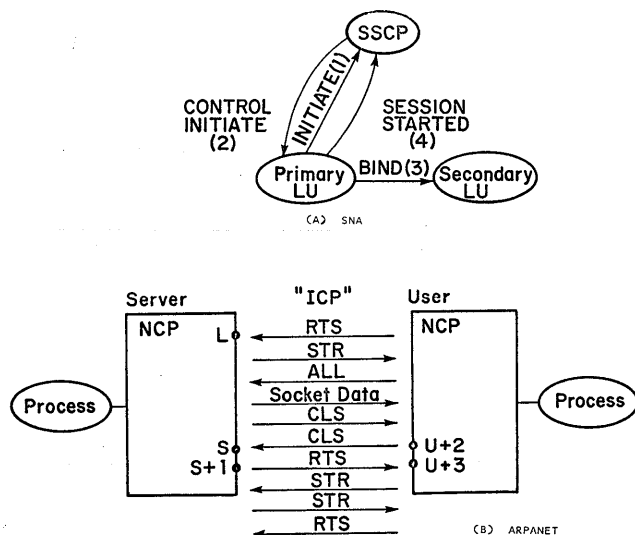 SSCP
INITIATE(1)
CONTROL
INITIATE
(2)
SESSION
STARTED
(4)
Primary
LU
BIND(3)
Secondary
LU
(A) SNA
Server
"ICP"
User
NCP
NCP
L
RTS
STR
ALL
Process
Socket Data
Process
CLS
S
CLS
U+2
S+1
RTS
U+3
STR
STR
RTS
(B) ARPANET